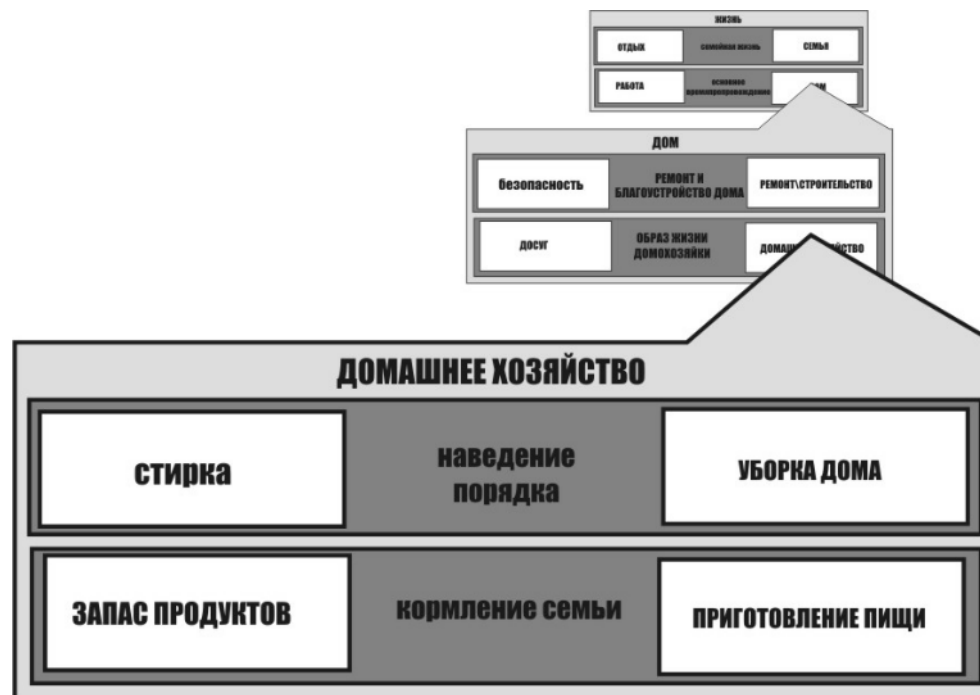 ЖИЗНЬ
ОТДЫХ
семейная жизнь
СЕМЬЯ
РАБОТА
основное
времяпрепровождение
ДОМ
безопасность
РЕМОНТ И
БЛАГОУСТРОЙСТВО ДОМА
РЕМОНТ\СТРОИТЕЛЬСТВО
ДОСУГ
ОБРАЗ ЖИЗНИ
ДОМОХОЗЯЙКИ
ДОМАШНЕЕ ХОЗЯЙСТВО
стирка
наведение
порядка
УБОРКА ДОМА
ЗАПАС ПРОДУКТОВ
кормление семьи
ПРИГОТОВЛЕНИЕ ПИЩИ